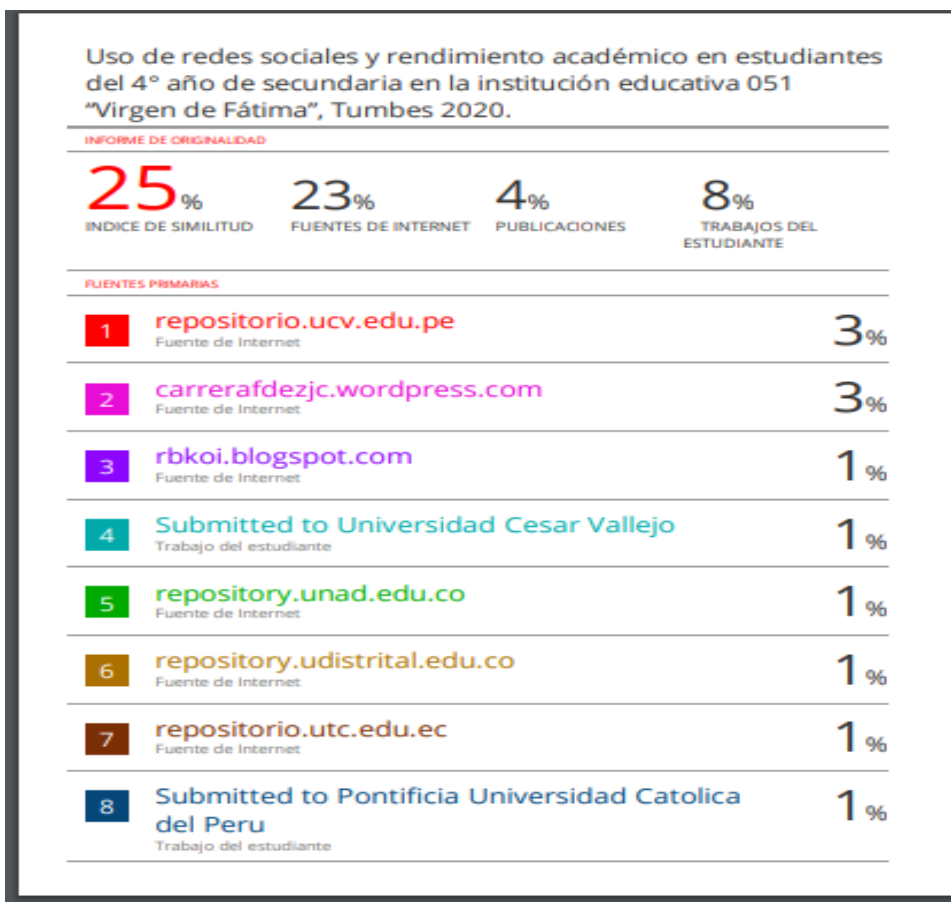 Uso de redes sociales y rendimiento académico en estudiantes
del 4° año de secundaria en la institución educativa 051
“Virgen de Fátima”, Tumbes 2020.
INFORME DE ORIGINALIDAD
25% 23% 4% 8%
INDICE DE SIMILITUD FUENTES DE INTERNET PUBLICACIONES TRABAJOS DEL
ESTUDIANTE
FUENTES PRIMARIAS
1 repositorio.ucv.edu.pe 3%
Fuente de Internet
2 carrerafdezjc.wordpress.com 3%
Fuente de Internet
3 rbkoi.blogspot.com 1%
Fuente de Internet
4 Submitted to Universidad Cesar Vallejo 1%
Trabajo del estudiante
5 repository.unad.edu.co 1%
Fuente de Internet
6 repository.udistrital.edu.co 1%
Fuente de Internet
7 repositorio.utc.edu.ec 1%
Fuente de Internet
8 Submitted to Pontificia Universidad Catolica 1%
del Peru
Trabajo del estudiante